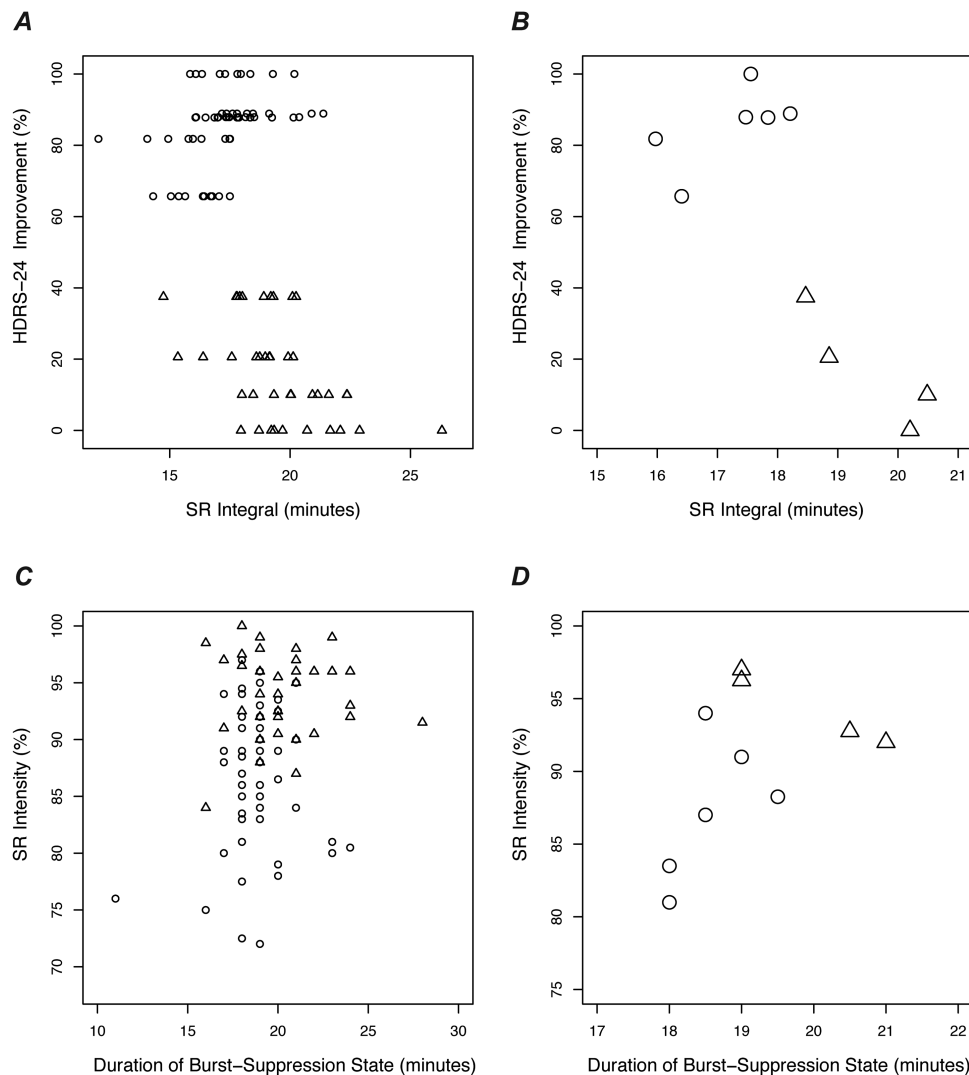 A
B
HDRS−24 Improvement (%)
100
80
60
40
20
0
15 20 25
SR Integral (minutes)
HDRS−24 Improvement (%)
100
80
60
40
20
0
15 16 17 18 19 20 21
SR Integral (minutes)
C
D
SR Intensity (%)
100
95
90
85
80
75
70
10 15 20 25 30
Duration of Burst−Suppression State (minutes)
SR Intensity (%)
100
95
90
85
80
75
17 18 19 20 21 22
Duration of Burst−Suppression State (minutes)